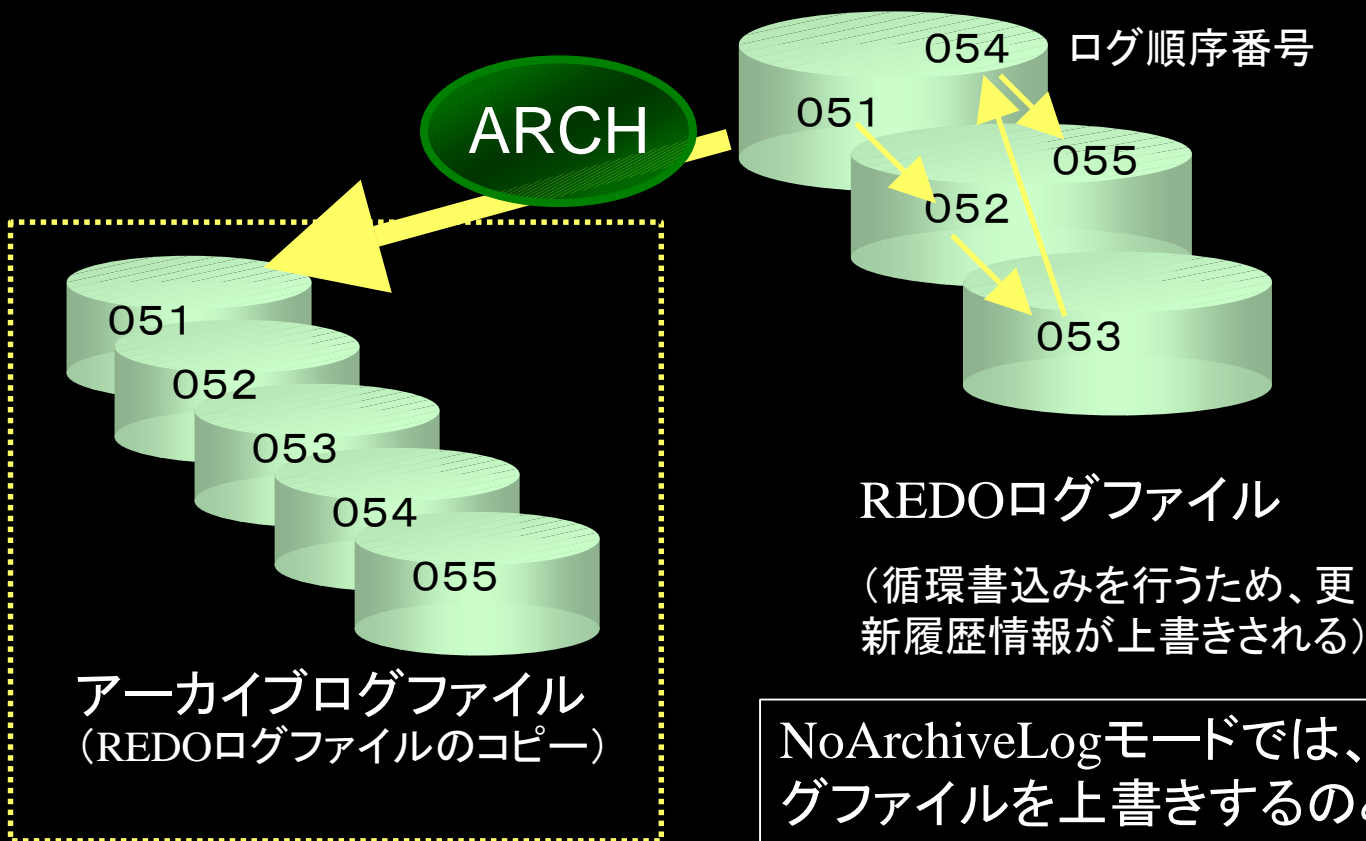 ARCH
054
ログ順序番号
051
055
052
053
051
052
053
054
055
アーカイブログファイル
（REDOログファイルのコピー）
REDOログファイル
（循環書込みを行うため、更
新履歴情報が上書きされる）
NoArchiveLogモードでは、
グファイルを上書きするの